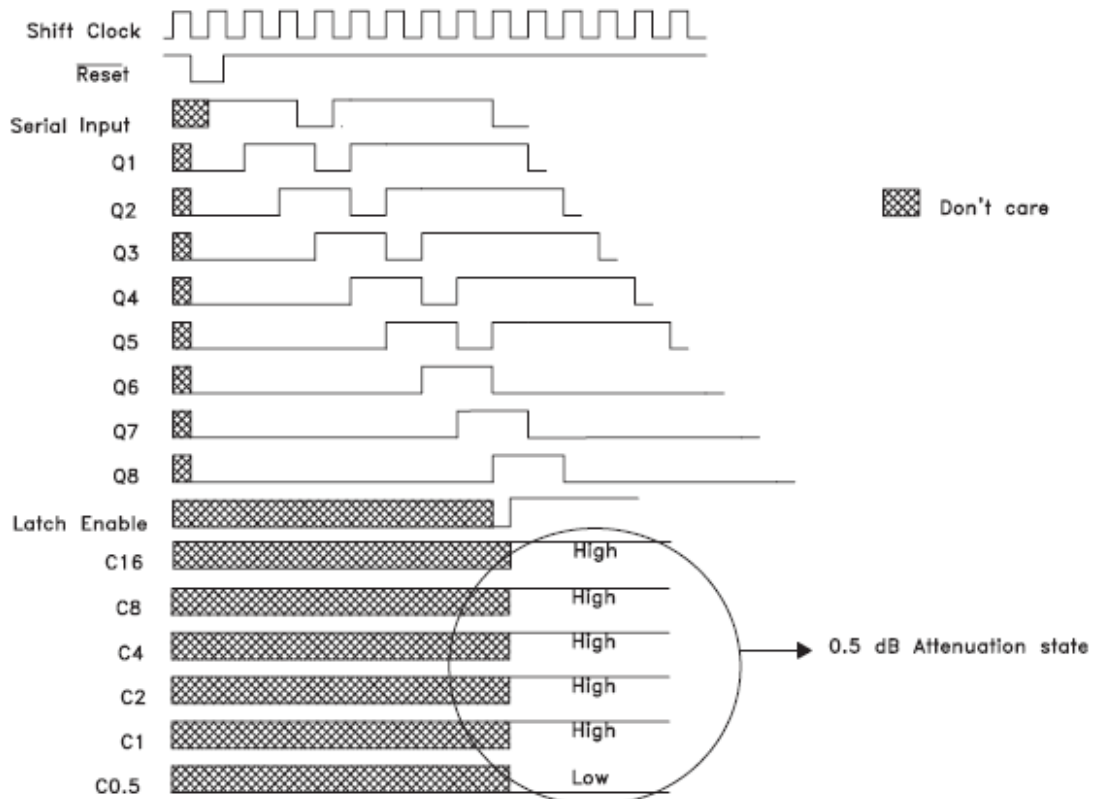 Shift Clock
Reset
Serial Input
Q1
Q2
Don't care
Q3
Q4
Q5
Q6
Q7
Q8
Latch Enable
C16
High
C8
High
C4
High
0.5 dB Attenuation state
C2
High
C1
High
C0.5
Low